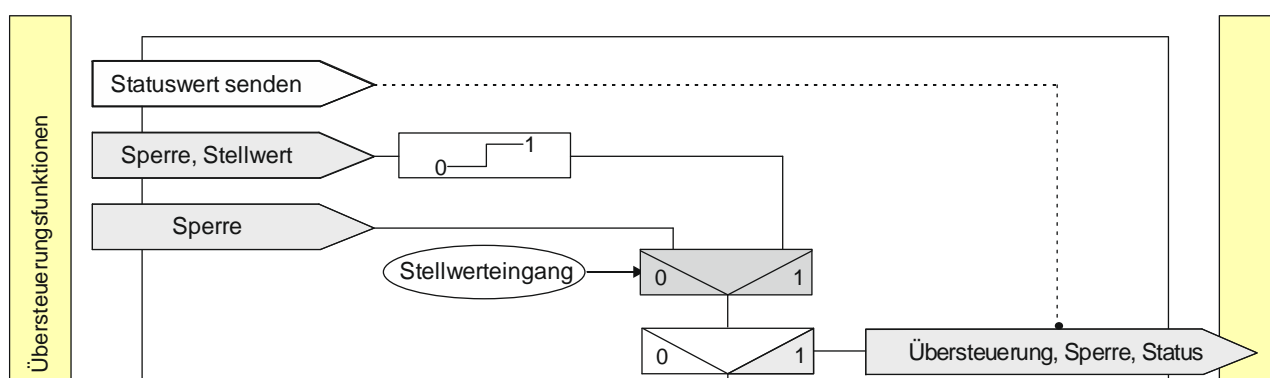 Übersteuerungsfunktionen
Statuswert senden
Sperre, Stellwert
0
1
Sperre
Stellwerteingang
0
1
0
1
Übersteuerung, Sperre, Status